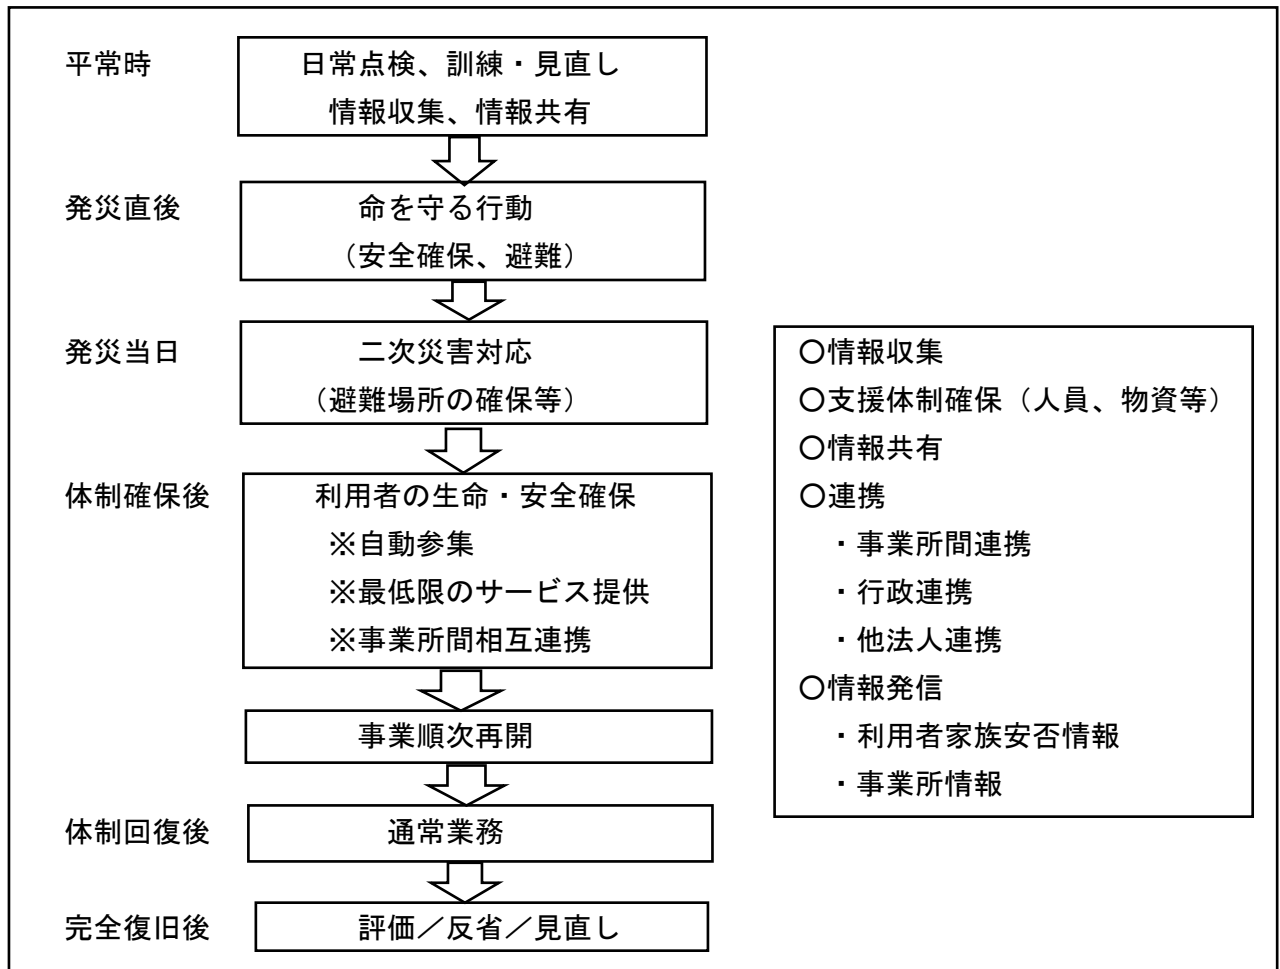 平常時
日常点検、訓練・見直し
情報収集、情報共有
発災直後
命を守る行動
（安全確保、避難）
発災当日
二次災害対応
（避難場所の確保等）
体制確保後
利用者の生命・安全確保
※自動参集
※最低限のサービス提供
※事業所間相互連携
事業順次再開
体制回復後
通常業務
完全復旧後
評価／反省／見直し
〇情報収集
〇支援体制確保（人員、物資等）
〇情報共有
〇連携
・事業所間連携
・行政連携
・他法人連携
〇情報発信
・利用者家族安否情報
・事業所情報